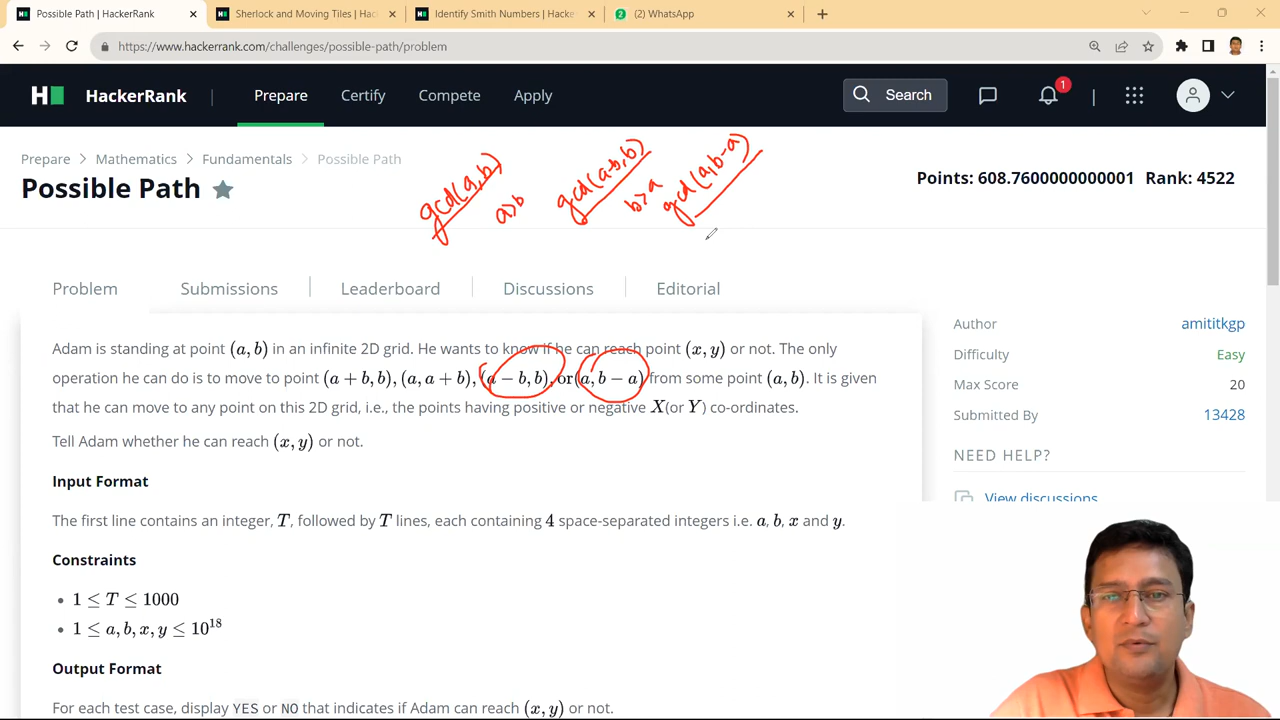 Possible Path | HackerRank
Sherlock and Moving Tiles | Hac
Identify Smith Numbers | Hacke
(2) WhatsApp
https://www.hackerrank.com/challenges/possible-path/problem
HackerRank
Prepare
Certify
Compete
Apply
Search
1
Prepare > Mathematics > Fundamentals > Possible Path
Possible Path
Points: 608.7600000000001 Rank: 4522
gcd(a,b)
a>b
gcd(a-b,b)
b>a
gcd(a,b-a)
Problem
Submissions
Leaderboard
Discussions
Editorial
Adam is standing at point (a, b) in an infinite 2D grid. He wants to know if he can reach point (x, y) or not. The only
operation he can do is to move to point (a + b, b), (a, a + b), (a − b, b), or(a, b − a) from some point (a, b). It is given
that he can move to any point on this 2D grid, i.e., the points having positive or negative X(or Y) co-ordinates.
Tell Adam whether he can reach (x, y) or not.
Input Format
The first line contains an integer, T, followed by T lines, each containing 4 space-separated integers i.e. a, b, x and y.
Constraints
1 ≤ T ≤ 1000
1 ≤ a, b, x, y ≤ 10¹⁸
Output Format
For each test case, display YES or NO that indicates if Adam can reach (x, y) or not.
Author amititkgp
Difficulty Easy
Max Score 20
Submitted By 13428
NEED HELP?
View discussions